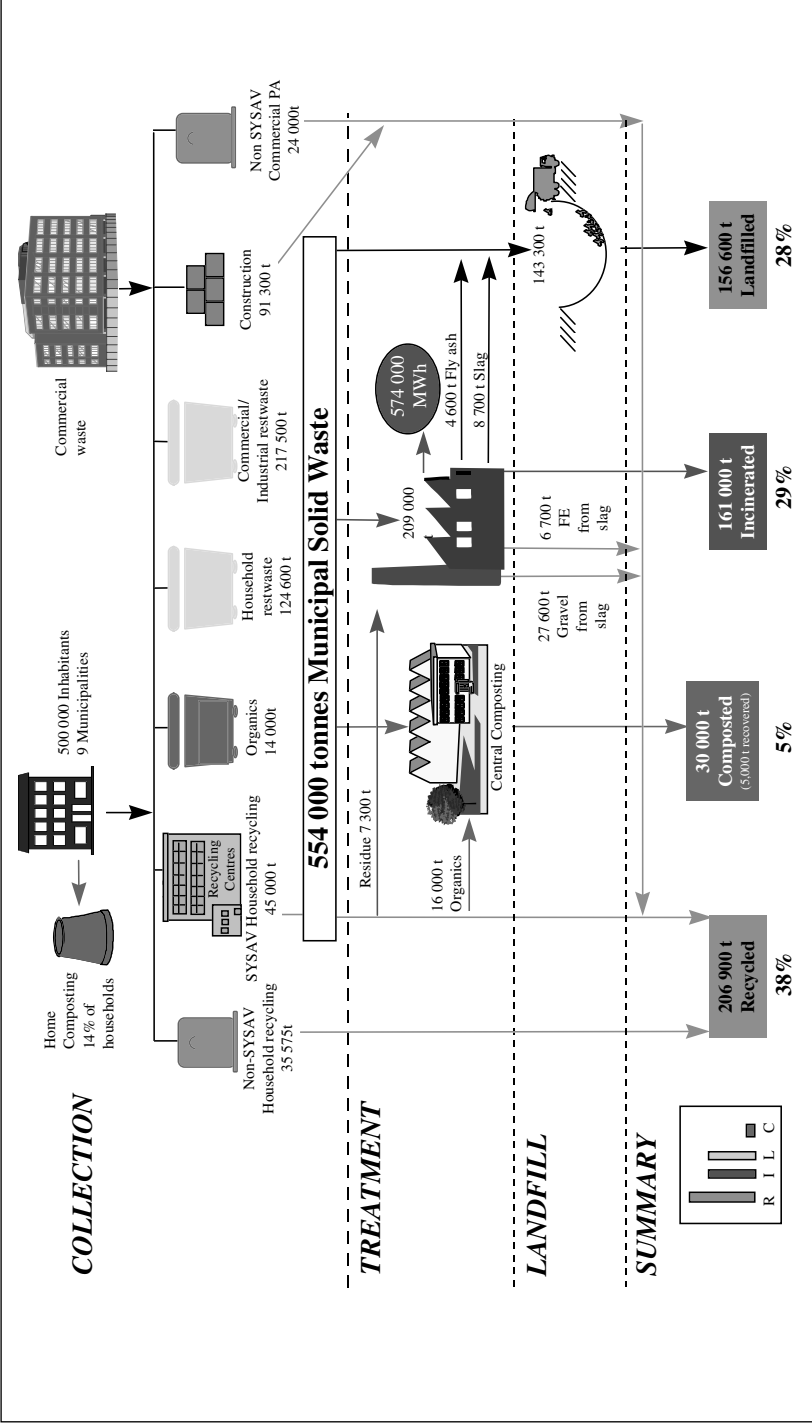 COLLECTION
Home
Composting
14% of
households
500 000 Inhabitants
9 Municipalities
Commercial
waste
Non-SYSAV
Household recycling
35 575t
Recycling
Centres
SYSAV Household recycling
45 000 t
Organics
14 000t
Household
restwaste
124 600 t
Commercial/
Industrial restwaste
217 500 t
Construction
91 300 t
Non SYSAV
Commercial PA
24 000t
554 000 tonnes Municipal Solid Waste
TREATMENT
Residue 7 300 t
16 000 t
Organics
Central Composting
209 000
t
574 000
MWh
4 600 t Fly ash
8 700 t Slag
LANDFILL
27 600 t
Gravel
from
slag
6 700 t
FE
from
slag
143 300 t
SUMMARY
R I L C
206 900 t
Recycled
38%
30 000 t
Composted
(5,000 t recovered)
5%
161 000 t
Incinerated
29%
156 600 t
Landfilled
28%